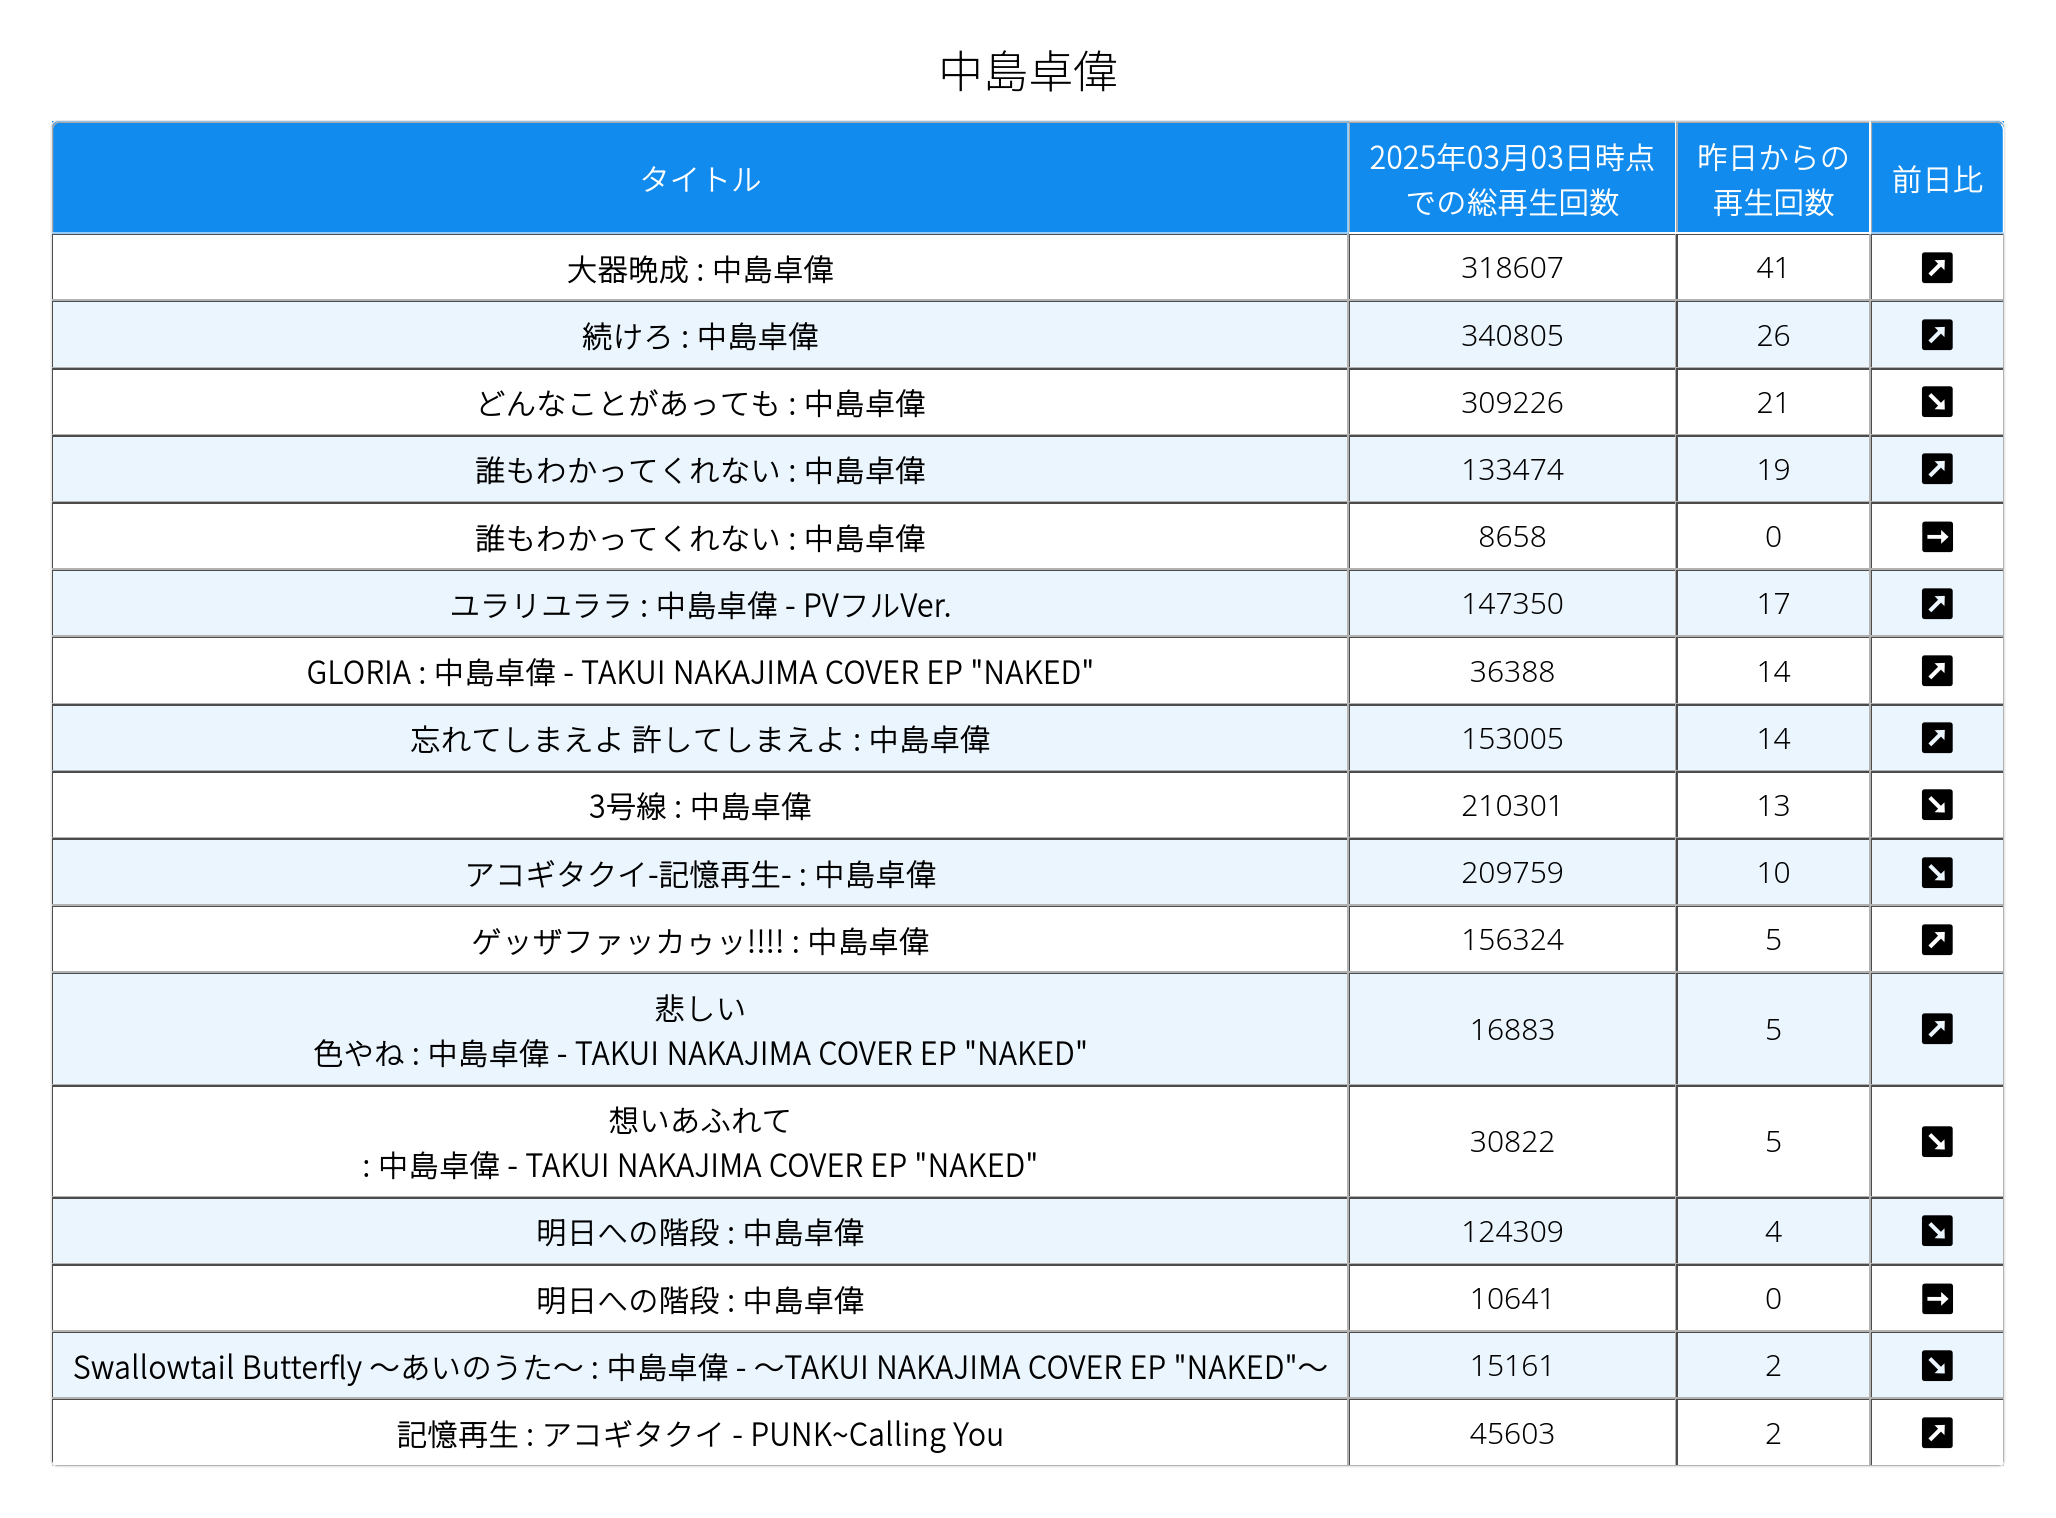 中島卓偉
タイトル
2025年03月03日時点
での総再生回数
昨日からの
再生回数
前日比
大器晩成 : 中島卓偉 318607 41
続けろ : 中島卓偉 340805 26
どんなことがあっても : 中島卓偉 309226 21
誰もわかってくれない : 中島卓偉 133474 19
誰もわかってくれない : 中島卓偉 8658 0
ユラリユララ : 中島卓偉 - PVフルVer. 147350 17
GLORIA : 中島卓偉 - TAKUI NAKAJIMA COVER EP "NAKED" 36388 14
忘れてしまえよ 許してしまえよ : 中島卓偉 153005 14
3号線 : 中島卓偉 210301 13
アコギタクイ-記憶再生- : 中島卓偉 209759 10
ゲッザファッカゥッ!!!! : 中島卓偉 156324 5
悲しい
色やね : 中島卓偉 - TAKUI NAKAJIMA COVER EP "NAKED" 16883 5
想いあふれて
: 中島卓偉 - TAKUI NAKAJIMA COVER EP "NAKED" 30822 5
明日への階段 : 中島卓偉 124309 4
明日への階段 : 中島卓偉 10641 0
Swallowtail Butterfly ～あいのうた～ : 中島卓偉 - ～TAKUI NAKAJIMA COVER EP "NAKED"～ 15161 2
記憶再生 : アコギタクイ - PUNK~Calling You 45603 2